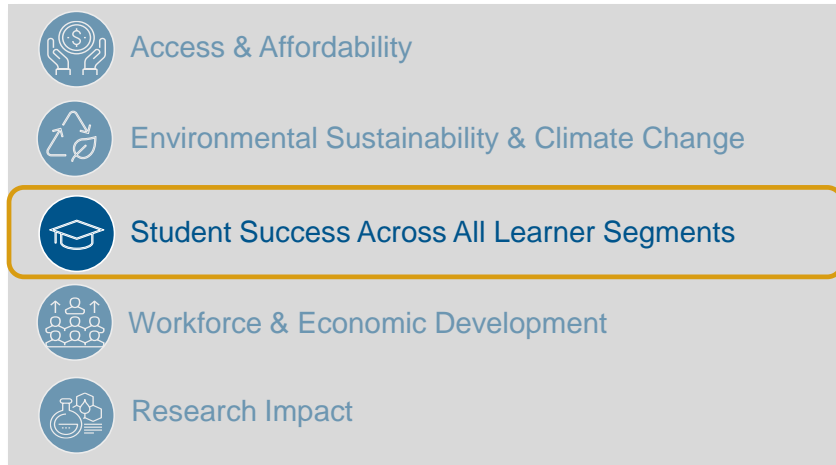 Access & Affordability
Environmental Sustainability & Climate Change
Student Success Across All Learner Segments
Workforce & Economic Development
Research Impact